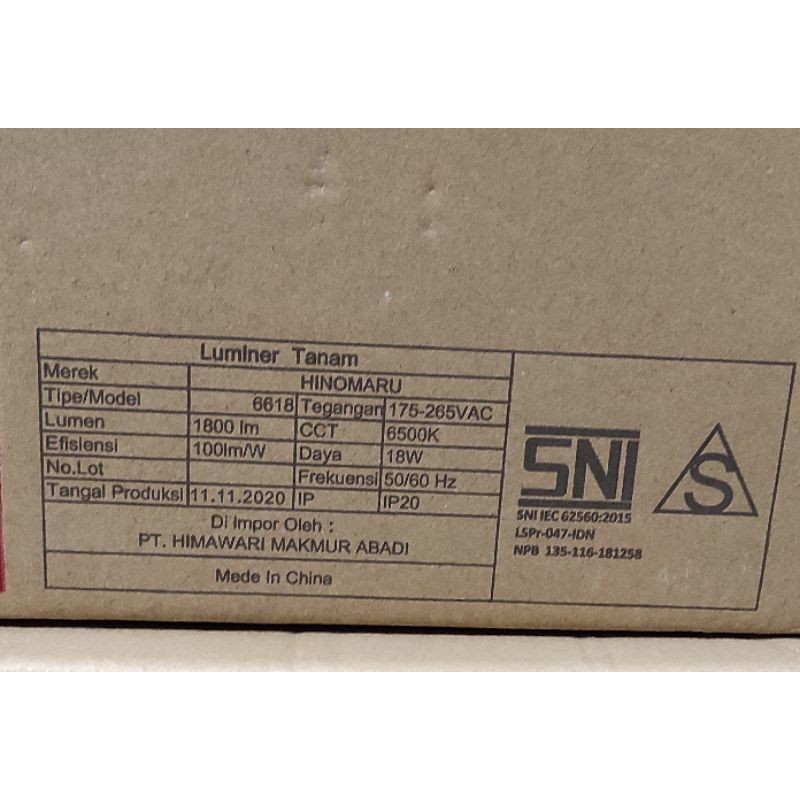 Luminer Tanam
Merek HINOMARU
Tipe/Model 6618 Tegangan 175-265VAC
Lumen 1800 lm CCT 6500K
Efisiensi 100lm/W Daya 18W
No.Lot Frekuensi 50/60 Hz
Tangal Produksi 11.11.2020 IP IP20
Di Impor Oleh :
PT. HIMAWARI MAKMUR ABADI
Mede In China
SNI
S
SNI IEC 62560:2015
LSPr-047-IDN
NPB 135-116-181258